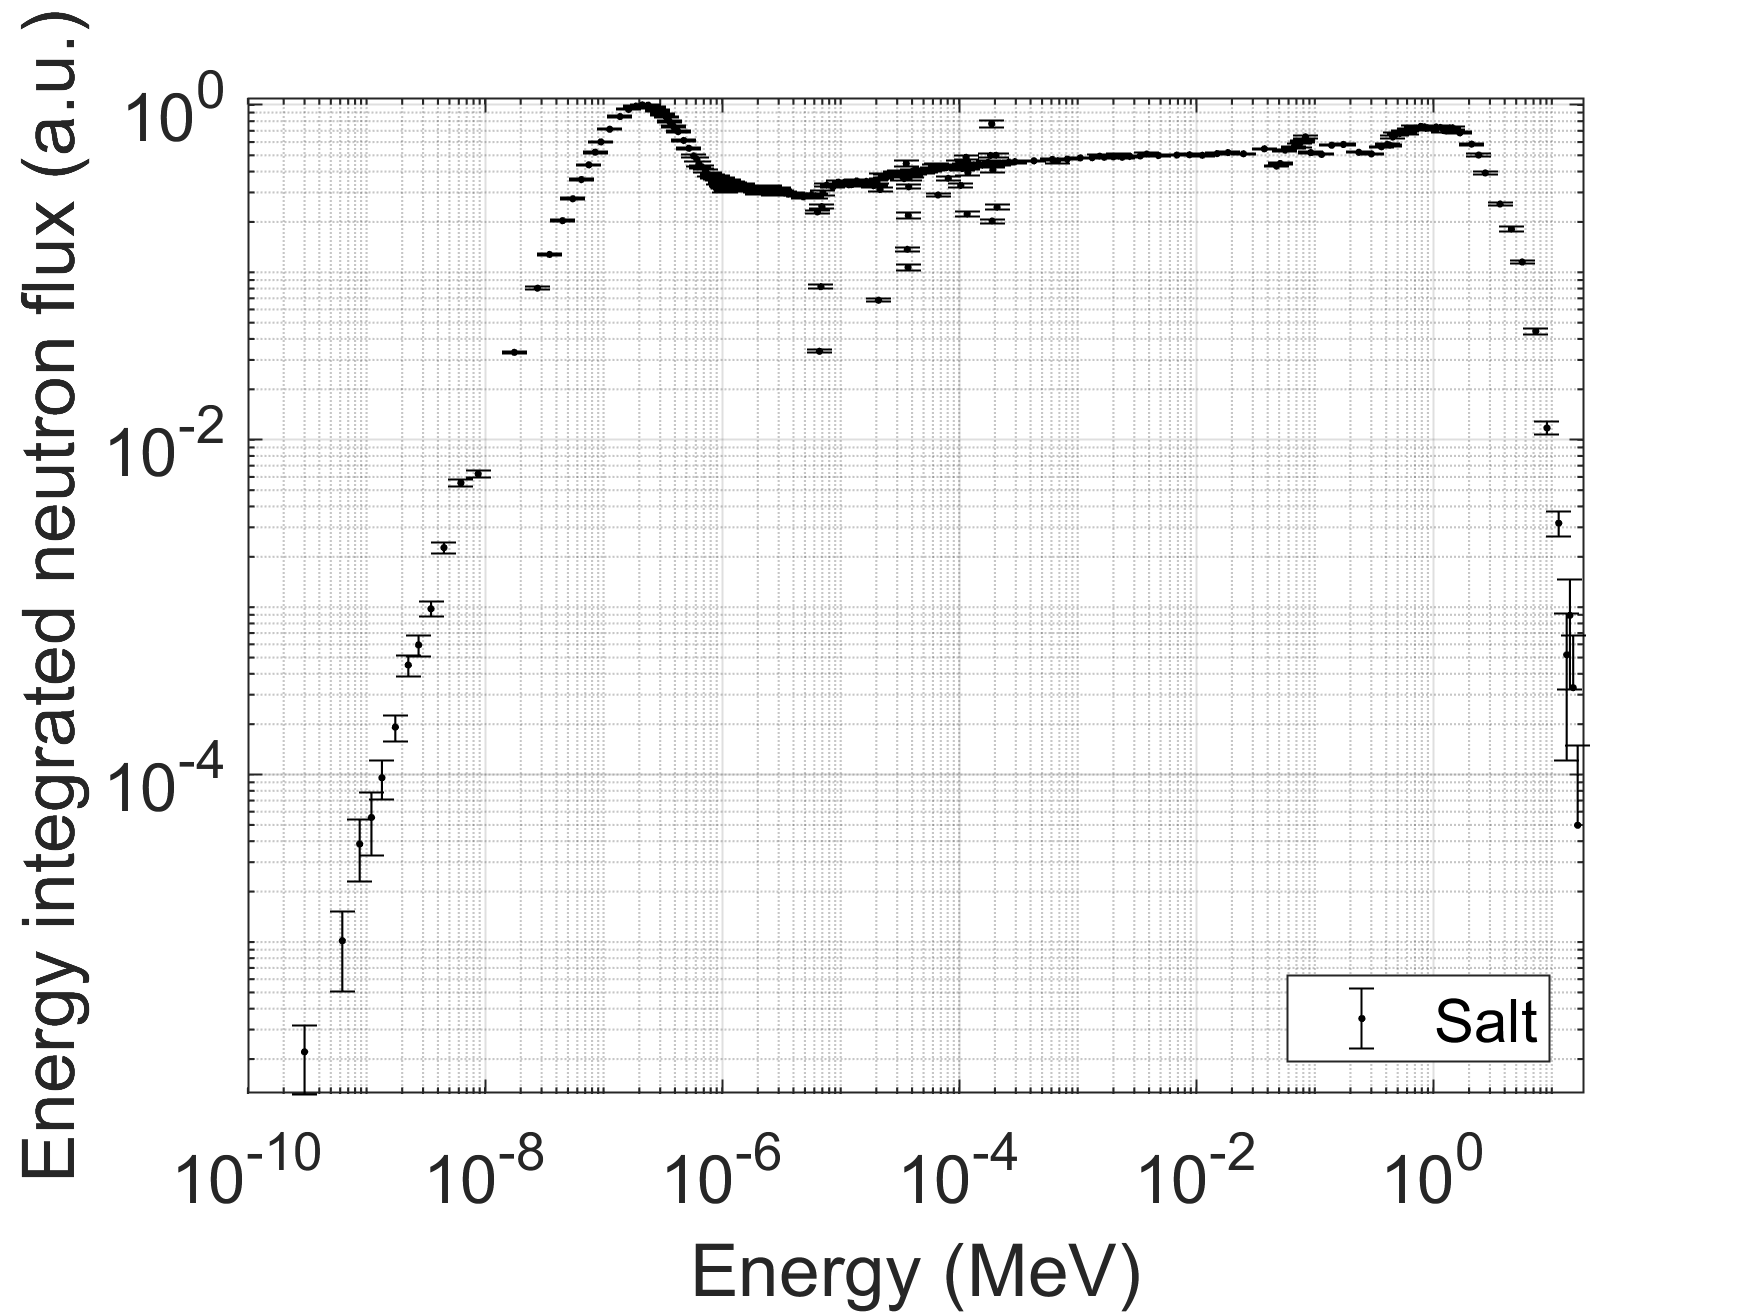 Energy integrated neutron flux (a.u.)
10^0
10^-2
10^-4
10^-10 10^-8 10^-6 10^-4 10^-2 10^0
Energy (MeV)
Salt